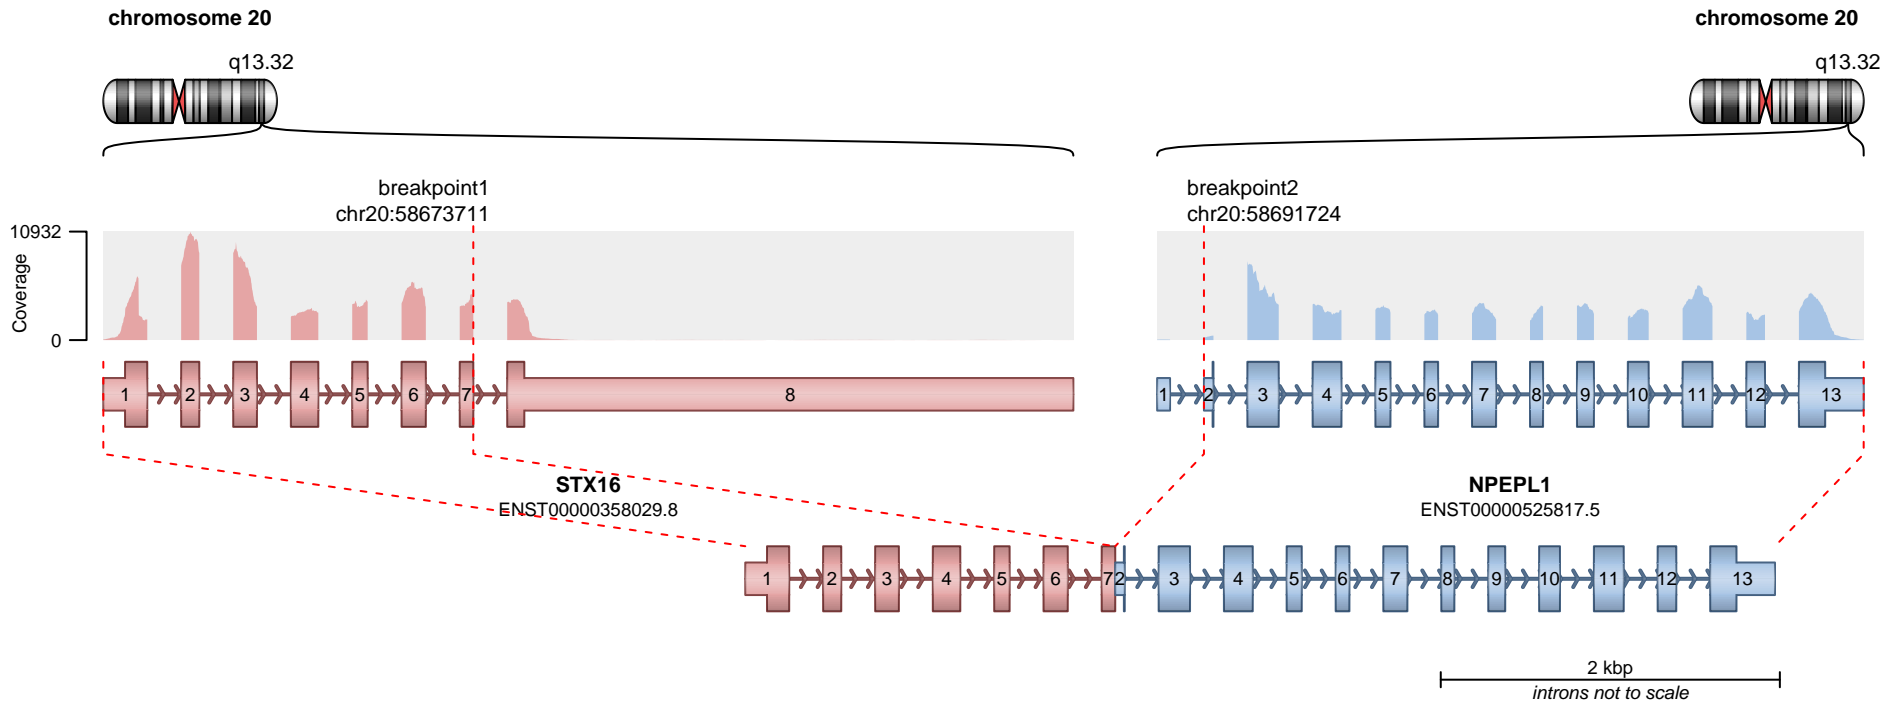 chromosome 20
chromosome 20
q13.32
q13.32
breakpoint1
chr20:58673711
breakpoint2
chr20:58691724
10932
Coverage
0
1 2 3 4 5 6 7 8
1 2 3 4 5 6 7 8 9 10 11 12 13
STX16
ENST00000358029.8
NPEPL1
ENST00000525817.5
1 2 3 4 5 6 7 2 3 4 5 6 7 8 9 10 11 12 13
2 kbp
introns not to scale